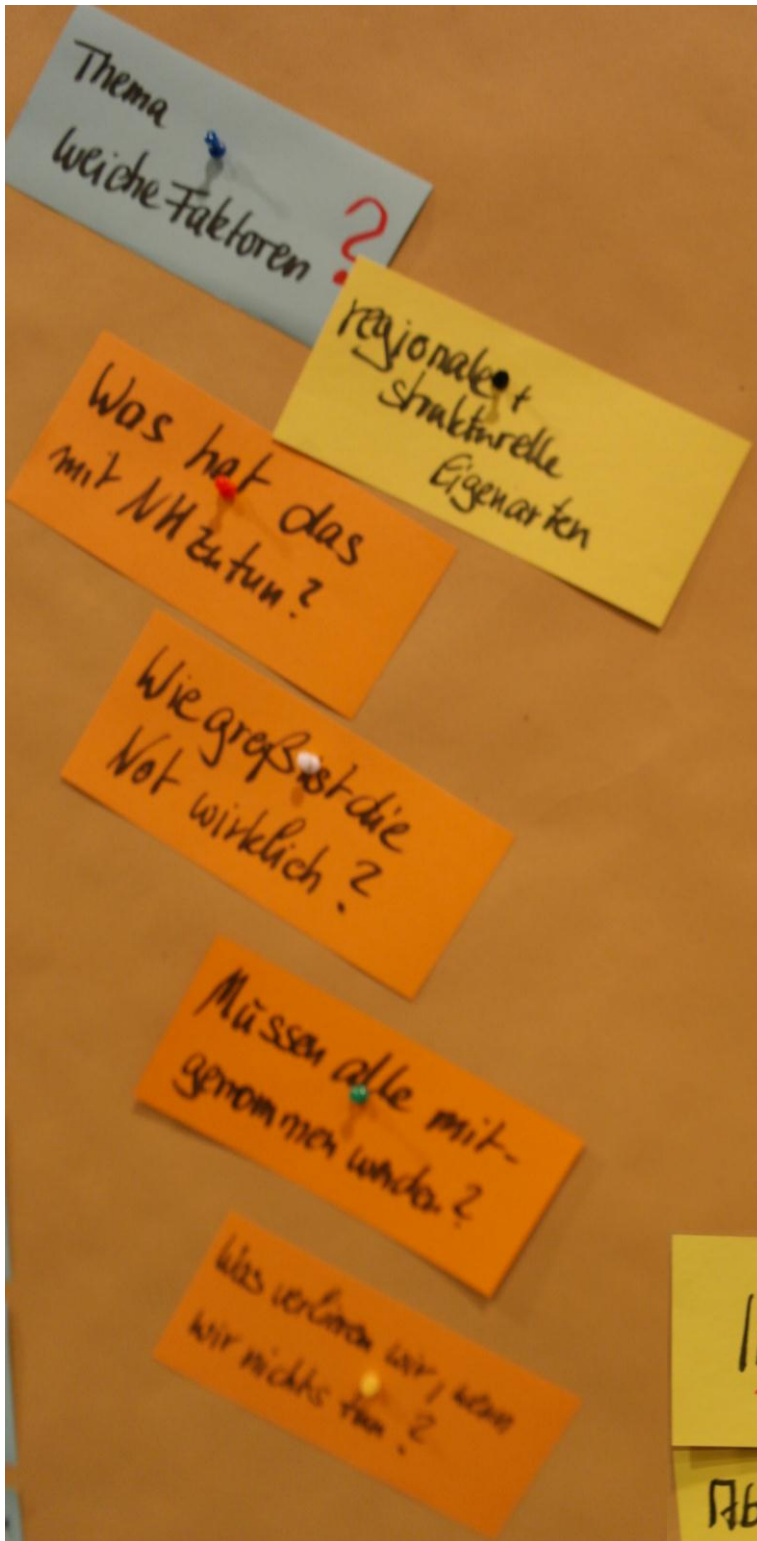 Thema
weiche Faktoren ?
regionale +
strukturelle
Eigenarten
Was hat das
mit NH zu tun?
Wie groß ist die
Not wirklich?
Müssen alle mit-
genommen werden?
Was verlieren wir, wenn
wir nichts tun?
Ab